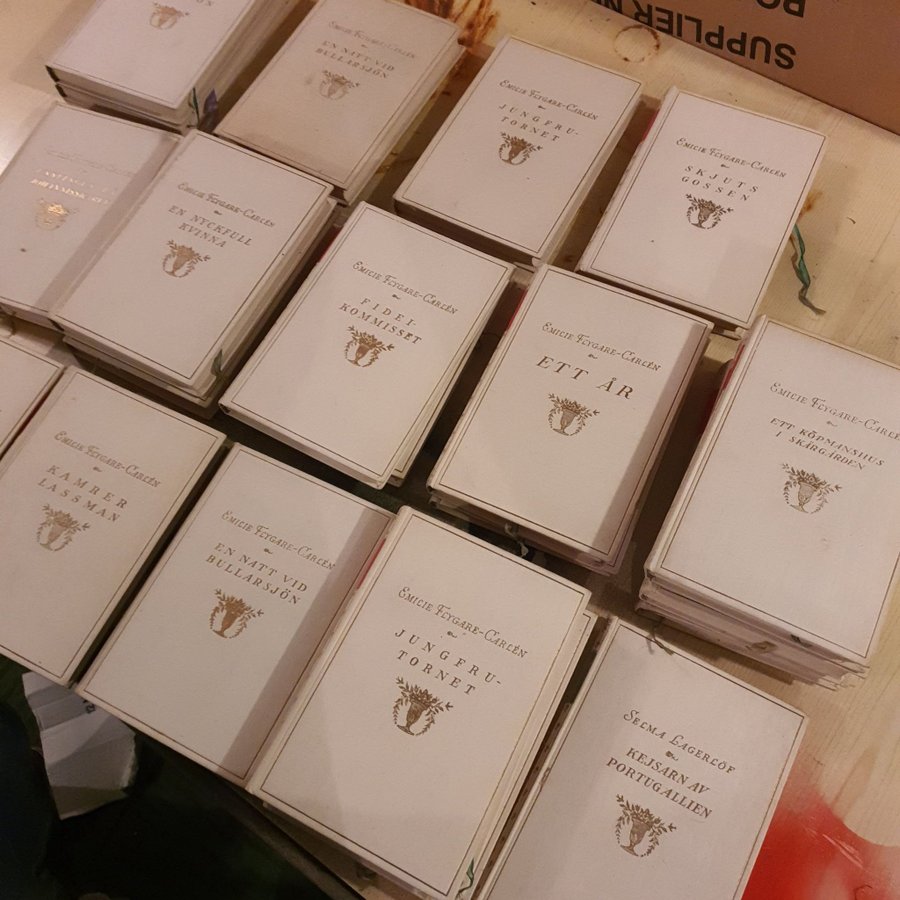 SUPPLIER
EMILIE FLYGARE-CARLÉN
EN NATT VID
BULLARSJÖN
EMILIE FLYGARE-CARLÉN
JUNGFRU-
TORNET
EMILIE FLYGARE-CARLÉN
SKJUTS
GOSSEN
EMILIE FLYGARE-CARLÉN
EN NYCKFULL
KVINNA
EMILIE FLYGARE-CARLÉN
FIDEI-
KOMMISSET
EMILIE FLYGARE-CARLÉN
ETT ÅR
EMILIE FLYGARE-CARLÉN
ETT KÖPMANSHUS
I SKÄRGÅRDEN
EMILIE FLYGARE-CARLÉN
KAMRER
LASSMAN
EMILIE FLYGARE-CARLÉN
EN NATT VID
BULLARSJÖN
EMILIE FLYGARE-CARLÉN
JUNGFRU-
TORNET
SELMA LAGERLÖF
KEJSARN AV
PORTUGALLIEN